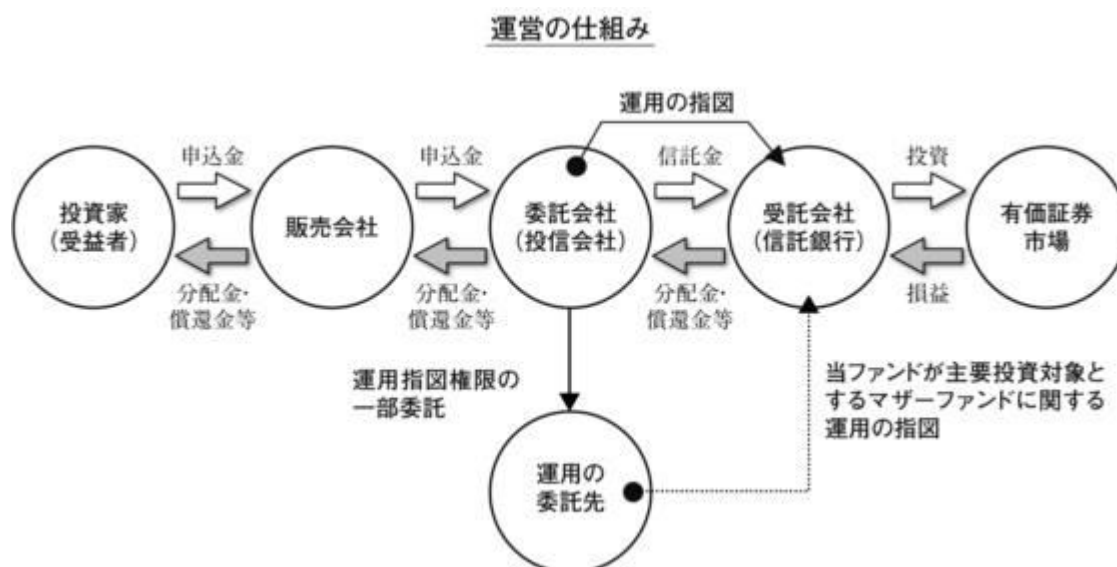 運営の仕組み
運用の指図
申込金
申込金
信託金
投資
投資家
（受益者）
販売会社
委託会社
（投信会社）
受託会社
（信託銀行）
有価証券
市場
分配金・
償還金等
分配金・
償還金等
分配金・
償還金等
損益
運用指図権限の
一部委託
当ファンドが主要投資対象と
するマザーファンドに関する
運用の指図
運用の
委託先